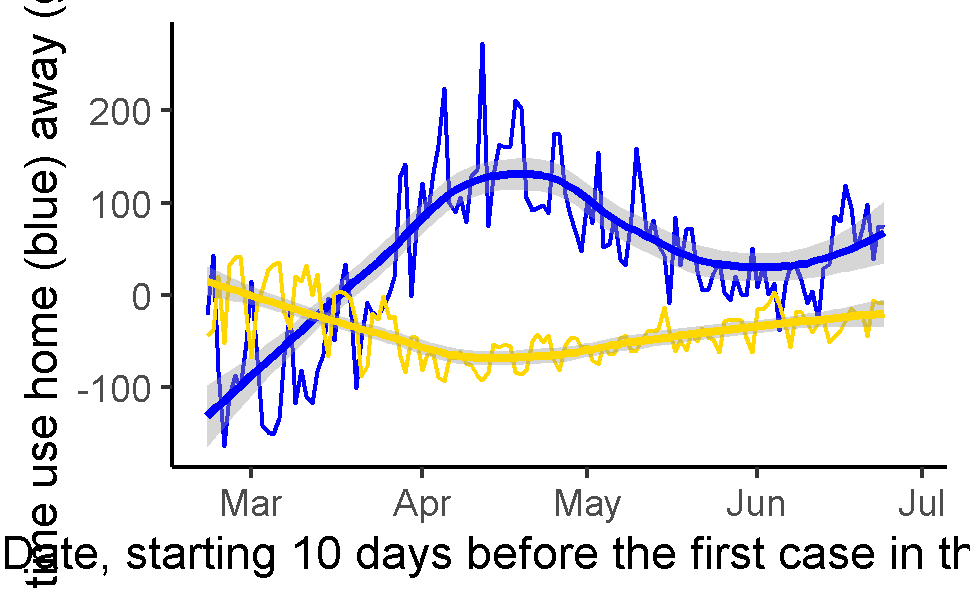 time use home (blue) away (
200
100
0
-100
Mar Apr May Jun Jul
Date, starting 10 days before the first case in th